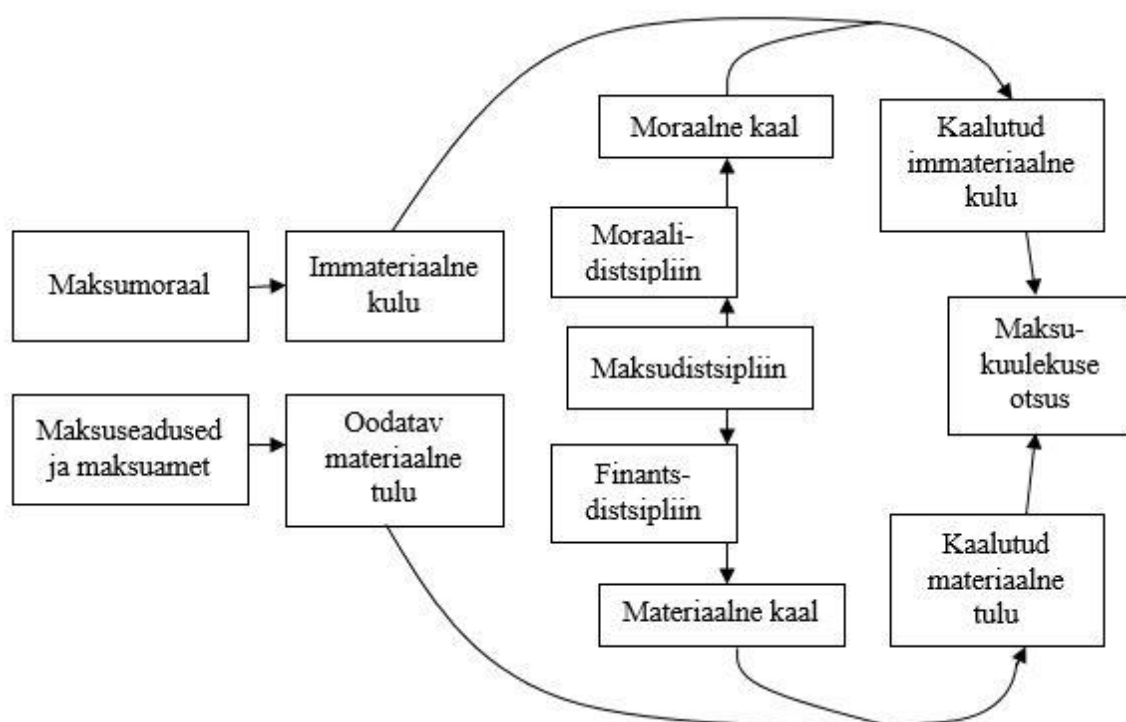 Moraalne kaal
Kaalutud
immateriaalne
kulu
Moraali-
distsipliin
Maksumoraal
Immateriaalne
kulu
Maksudistsipliin
Maksu-
kuulekuse
otsus
Maksuseadused
ja maksuamet
Oodatav
materiaalne
tulu
Finants-
distsipliin
Kaalutud
materiaalne
tulu
Materiaalne kaal